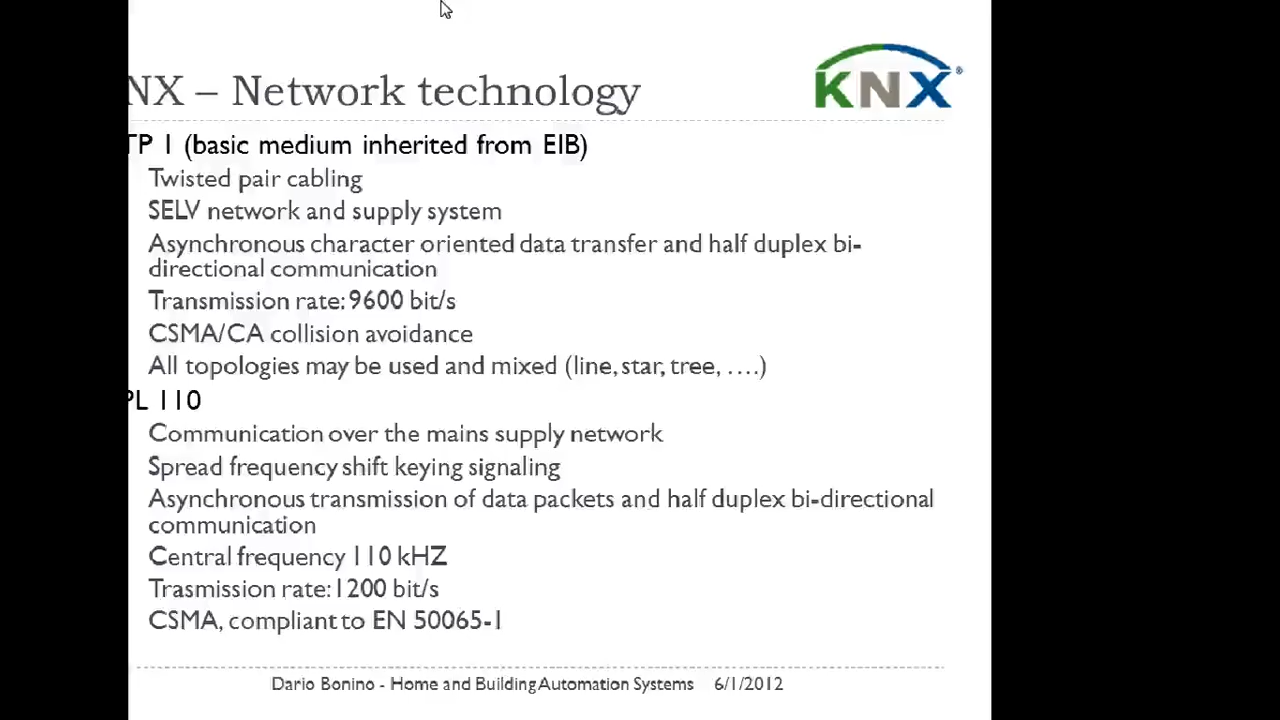 NX – Network technology
KNX®
TP 1 (basic medium inherited from EIB)
Twisted pair cabling
SELV network and supply system
Asynchronous character oriented data transfer and half duplex bi-
directional communication
Transmission rate: 9600 bit/s
CSMA/CA collision avoidance
All topologies may be used and mixed (line, star, tree, ….)
PL 110
Communication over the mains supply network
Spread frequency shift keying signaling
Asynchronous transmission of data packets and half duplex bi-directional
communication
Central frequency 110 kHZ
Trasmission rate: 1200 bit/s
CSMA, compliant to EN 50065-1
Dario Bonino - Home and Building Automation Systems 6/1/2012